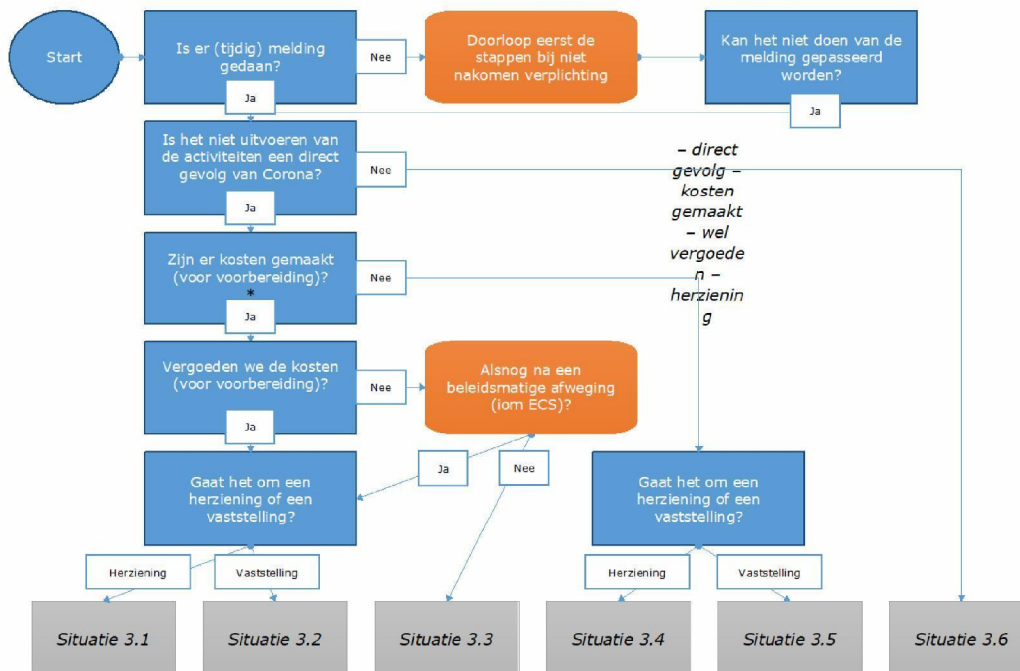 Start
Is er (tijdig) melding
gedaan?
Nee
Doorloop eerst de
stappen bij niet
nakomen verplichting
Kan het niet doen van de
melding gepasseerd
worden?
Ja
Ja
Is het niet uitvoeren van
de activiteiten een direct
gevolg van Corona?
Nee
– direct
gevolg –
kosten
gemaakt
– wel
vergoede
n –
herzienin
g
Ja
Zijn er kosten gemaakt
(voor voorbereiding)?
*
Nee
Ja
Vergoeden we de kosten
(voor voorbereiding)?
Nee
Alsnog na een
beleidsmatige afweging
(iom ECS)?
Ja
Ja
Nee
Gaat het om een
herziening of een
vaststelling?
Gaat het om een
herziening of een
vaststelling?
Herziening
Vaststelling
Herziening
Vaststelling
Situatie 3.1
Situatie 3.2
Situatie 3.3
Situatie 3.4
Situatie 3.5
Situatie 3.6